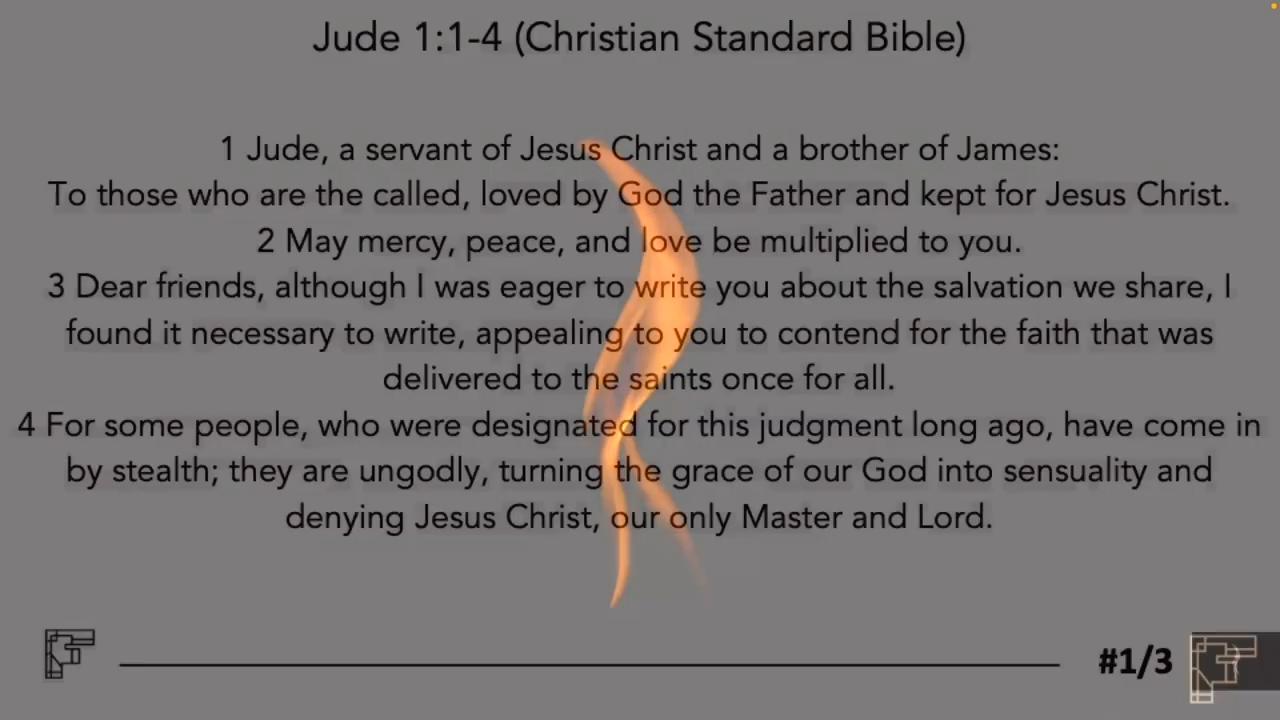 Jude 1:1-4 (Christian Standard Bible)
1 Jude, a servant of Jesus Christ and a brother of James:
To those who are the called, loved by God the Father and kept for Jesus Christ.
2 May mercy, peace, and love be multiplied to you.
3 Dear friends, although I was eager to write you about the salvation we share, I
found it necessary to write, appealing to you to contend for the faith that was
delivered to the saints once for all.
4 For some people, who were designated for this judgment long ago, have come in
by stealth; they are ungodly, turning the grace of our God into sensuality and
denying Jesus Christ, our only Master and Lord.
#1/3